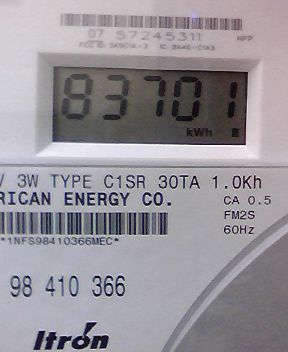 07 57245311
83701
kWh
V 3W TYPE C1SR 30TA 1.0Kh
RICAN ENERGY CO.
CA 0.5
FM2S
60Hz
*1NFS98410366MEC*
98 410 366
Itrón